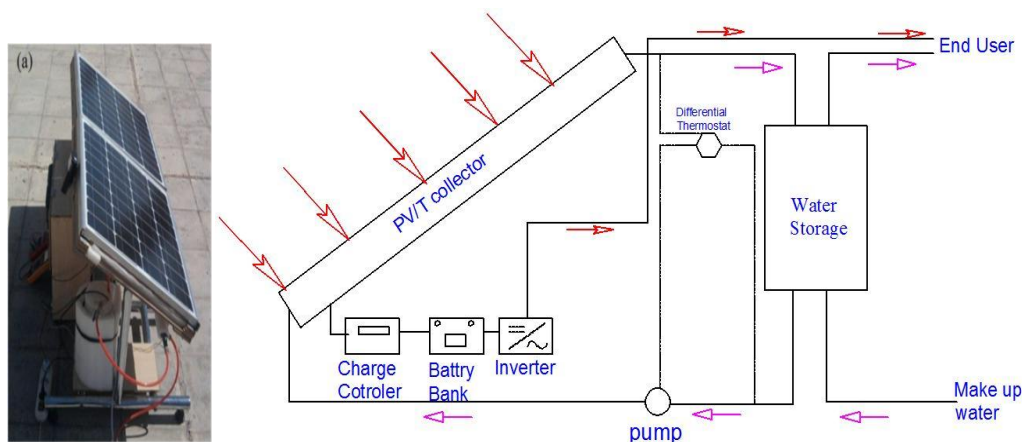 (a)
End User
Differential
Thermostat
PV/T collector
Water
Storage
Charge
Cotroler
Battry
Bank
Inverter
Make up
water
pump